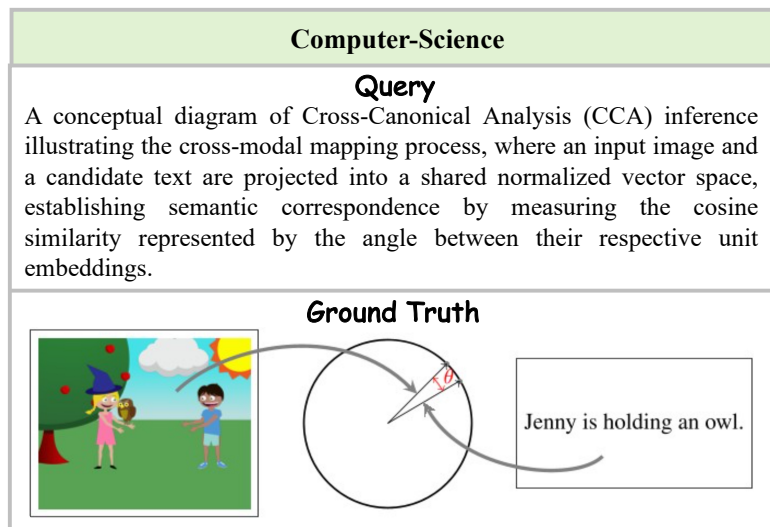 Computer-Science
Query
A conceptual diagram of Cross-Canonical Analysis (CCA) inference
illustrating the cross-modal mapping process, where an input image and
a candidate text are projected into a shared normalized vector space,
establishing semantic correspondence by measuring the cosine
similarity represented by the angle between their respective unit
embeddings.
Ground Truth
θ
Jenny is holding an owl.